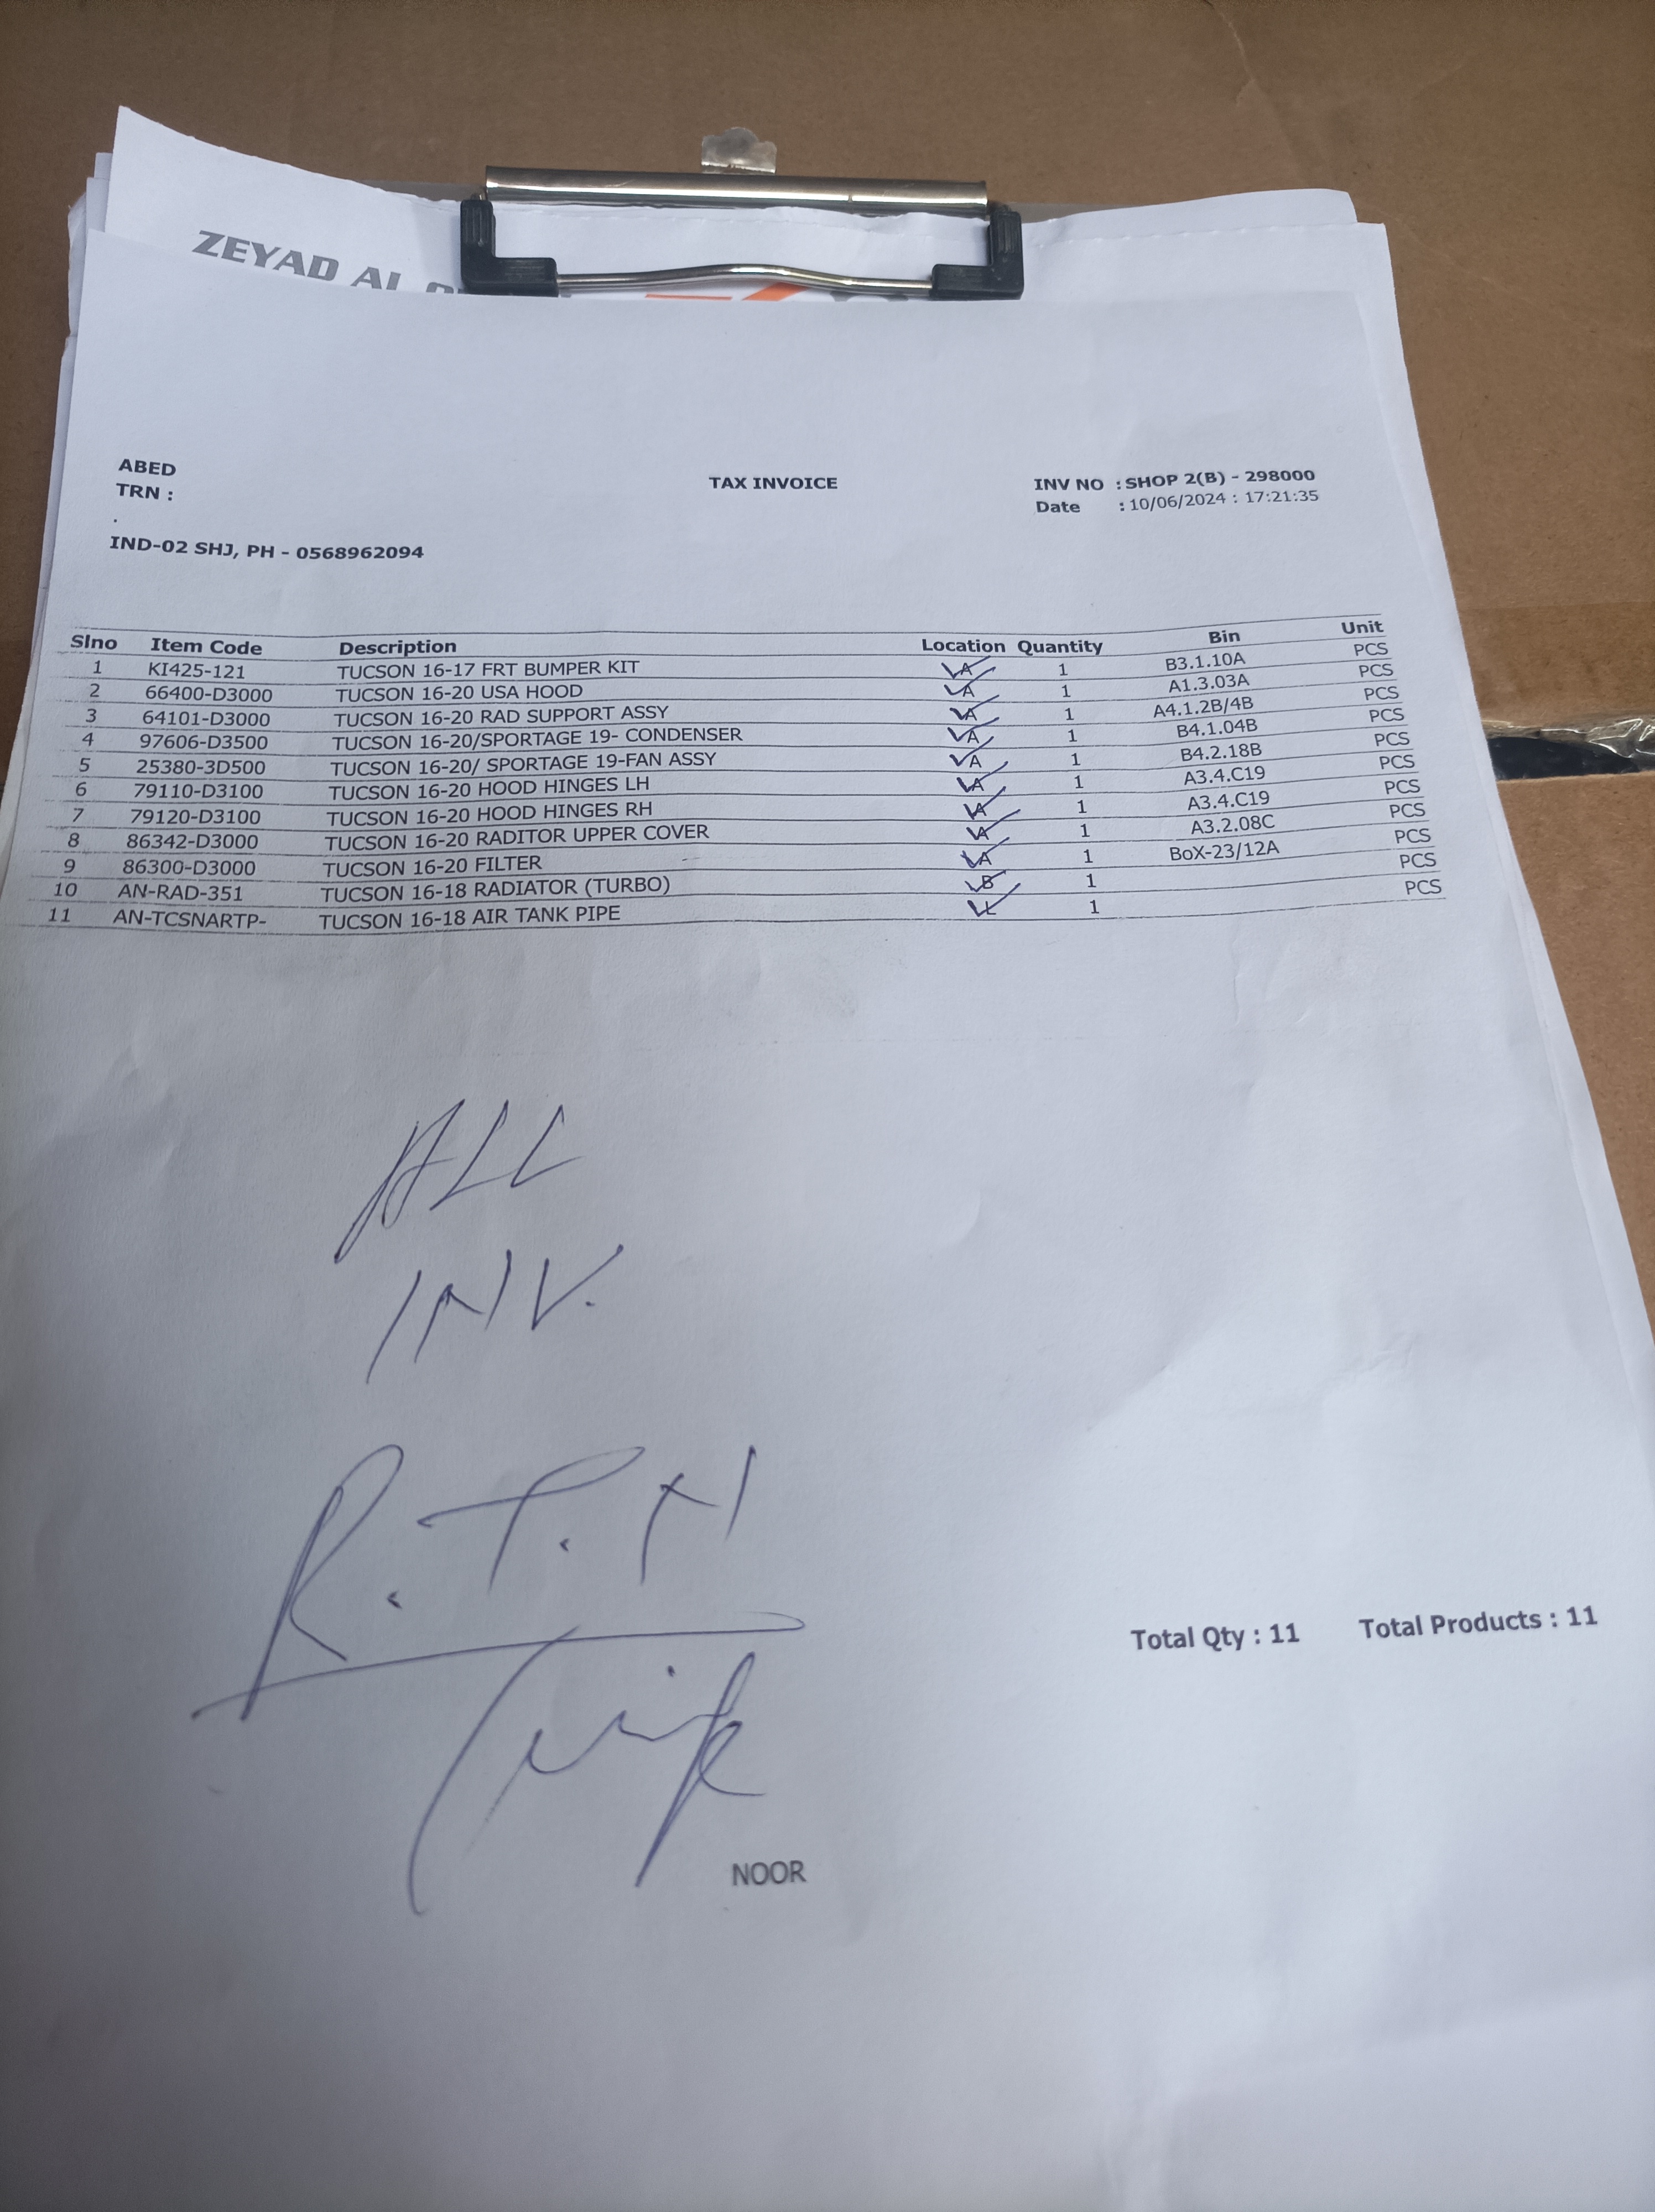 ZEYAD AL
ABED
TRN :
.
IND-02 SHJ, PH - 0568962094
TAX INVOICE
INV NO : SHOP 2(B) - 298000
Date : 10/06/2024 : 17:21:35
Slno Item Code Description Location Quantity Bin Unit
1 KI425-121 TUCSON 16-17 FRT BUMPER KIT A 1 B3.1.10A PCS
2 66400-D3000 TUCSON 16-20 USA HOOD A 1 A1.3.03A PCS
3 64101-D3000 TUCSON 16-20 RAD SUPPORT ASSY A 1 A4.1.2B/4B PCS
4 97606-D3500 TUCSON 16-20/SPORTAGE 19- CONDENSER A 1 B4.1.04B PCS
5 25380-3D500 TUCSON 16-20/ SPORTAGE 19-FAN ASSY A 1 B4.2.18B PCS
6 79110-D3100 TUCSON 16-20 HOOD HINGES LH A 1 A3.4.C19 PCS
7 79120-D3100 TUCSON 16-20 HOOD HINGES RH A 1 A3.4.C19 PCS
8 86342-D3000 TUCSON 16-20 RADITOR UPPER COVER A 1 A3.2.08C PCS
9 86300-D3000 TUCSON 16-20 FILTER A 1 BoX-23/12A PCS
10 AN-RAD-351 TUCSON 16-18 RADIATOR (TURBO) B 1 PCS
11 AN-TCSNARTP- TUCSON 16-18 AIR TANK PIPE L 1 PCS
ALL
INV.
R.T.N
Total Qty : 11 Total Products : 11
NOOR